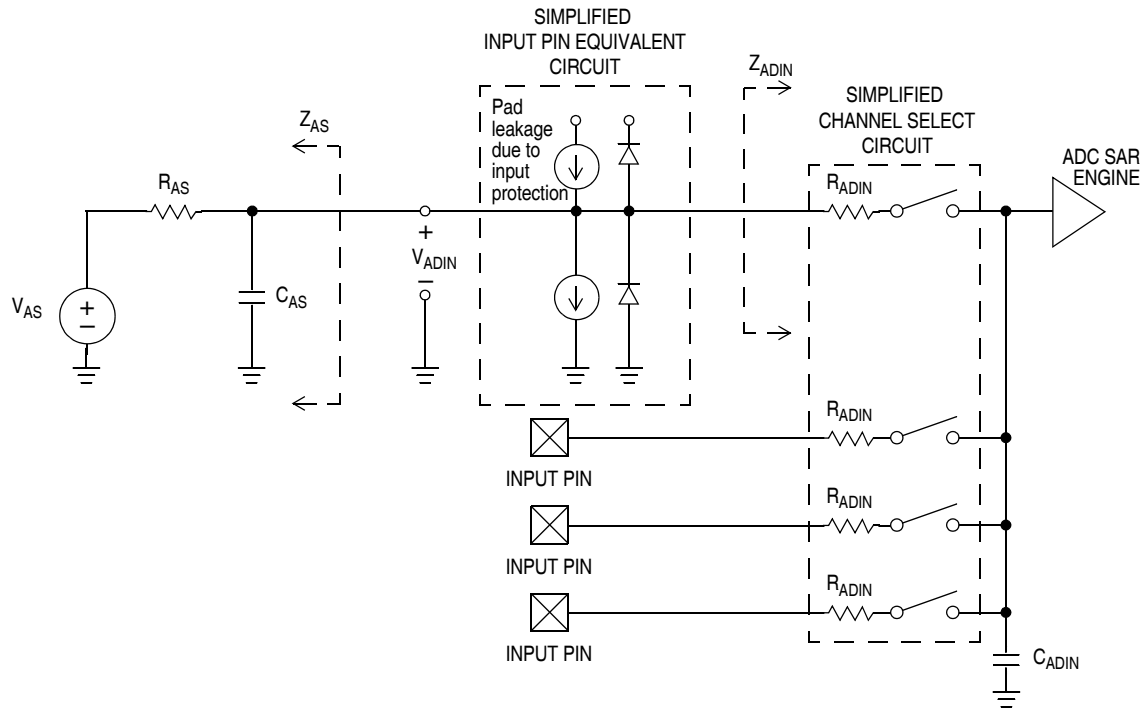 SIMPLIFIED
INPUT PIN EQUIVALENT
CIRCUIT
Pad
leakage
due to
input
protection
Z_ADIN
SIMPLIFIED
CHANNEL SELECT
CIRCUIT
ADC SAR
ENGINE
Z_AS
R_AS
R_ADIN
+
V_ADIN
–
V_AS
+
–
C_AS
R_ADIN
INPUT PIN
R_ADIN
INPUT PIN
R_ADIN
INPUT PIN
C_ADIN